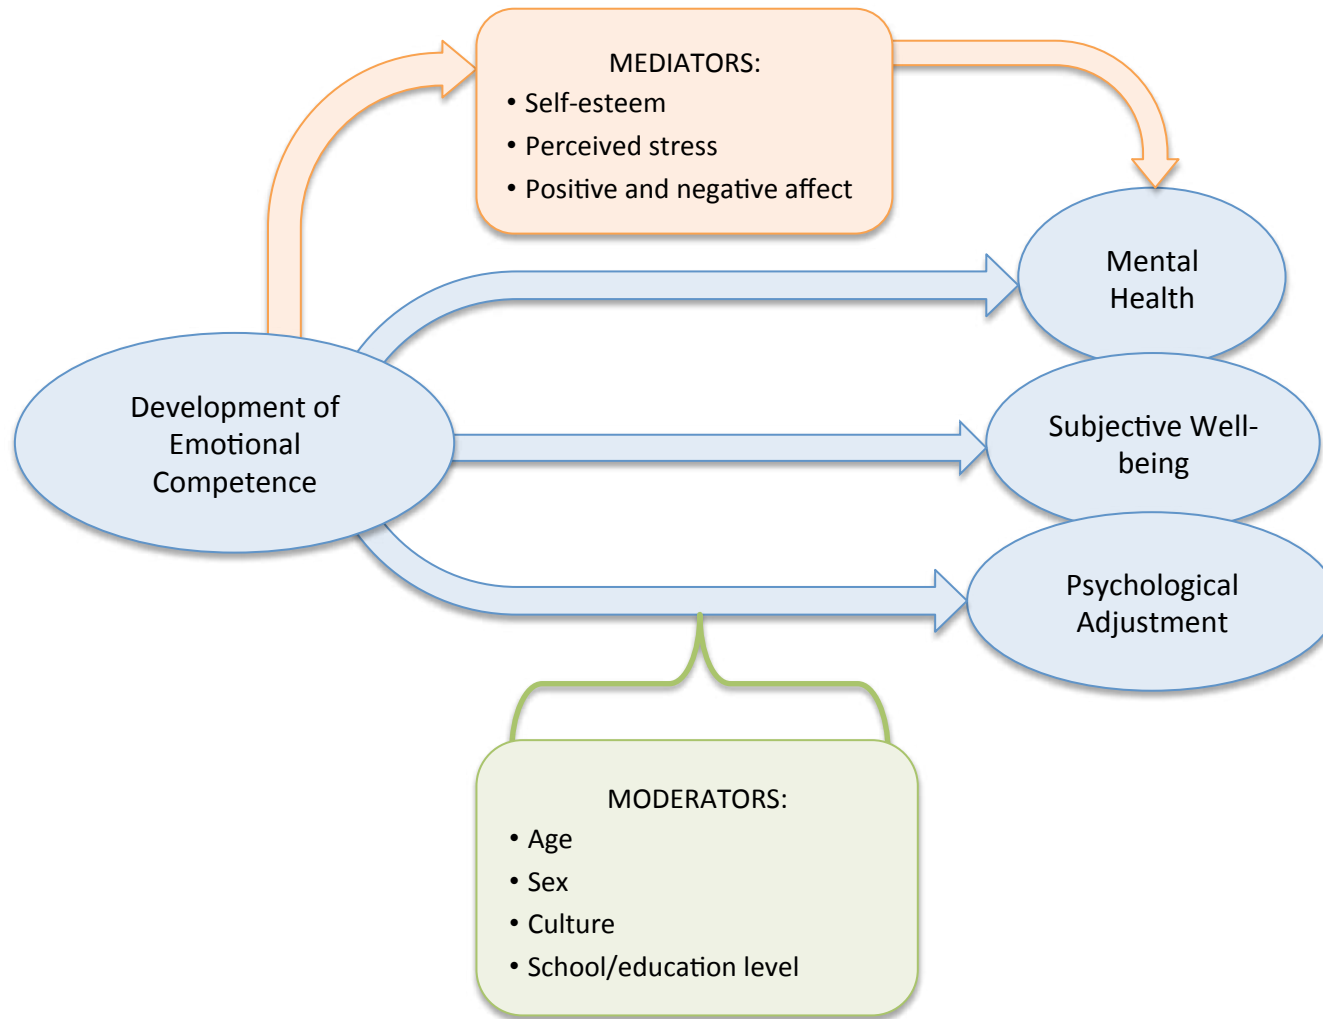 MEDIATORS:
• Self-esteem
• Perceived stress
• Positive and negative affect
Mental
Health
Development of
Emotional
Competence
Subjective Well-
being
Psychological
Adjustment
MODERATORS:
• Age
• Sex
• Culture
• School/education level